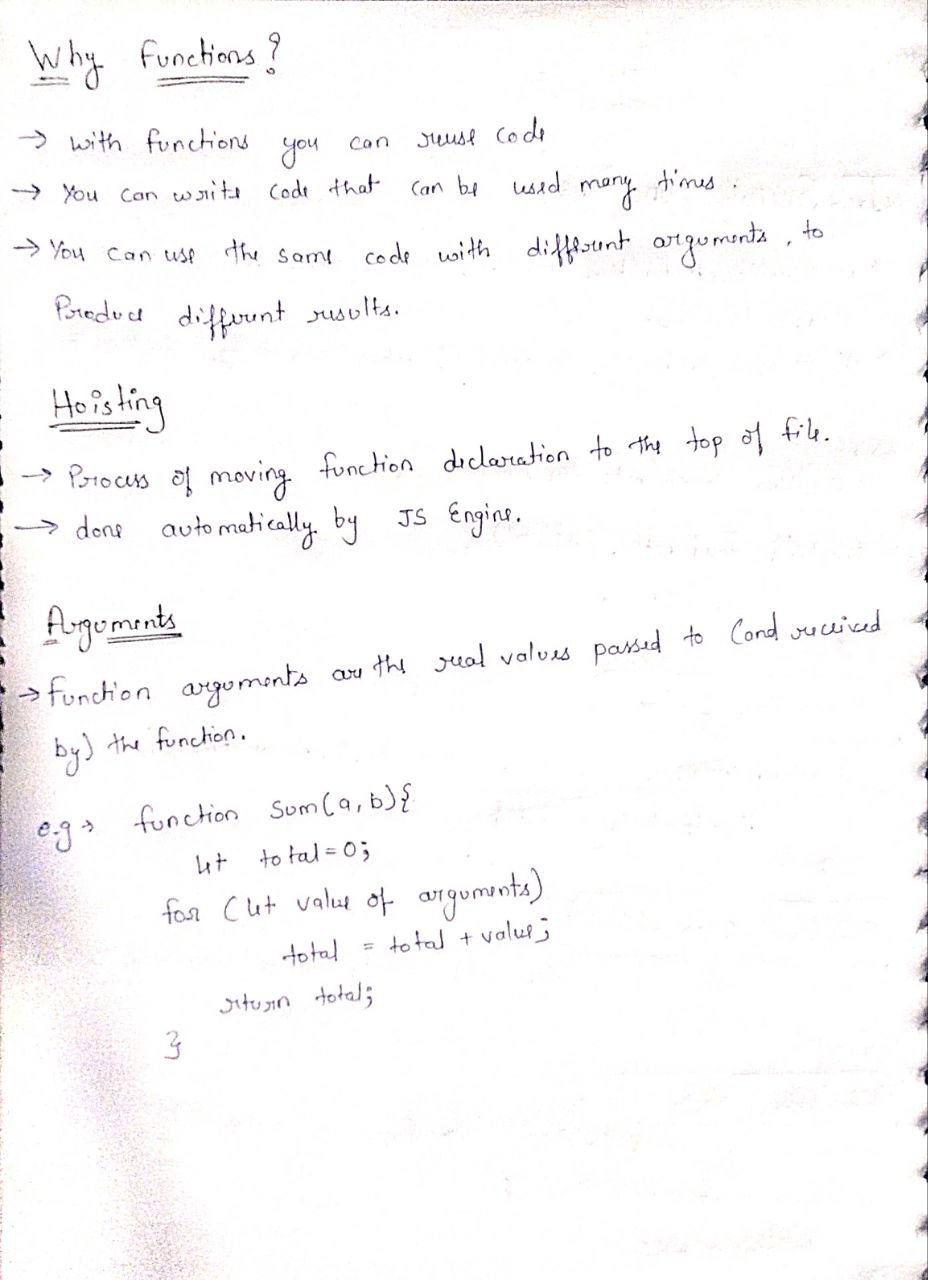 Why functions?
→ with functions you can reuse code
→ You can write code that can be used many times.
→ You can use the same code with different arguments, to
Produce different results.
Hoisting
→ Process of moving function declaration to the top of file.
→ done automatically by JS Engine.
Arguments
→ function arguments are the real values passed to (and received
by) the function.
e.g → function sum(a, b){
let total = 0;
for (let value of arguments)
total = total + value;
return total;
}